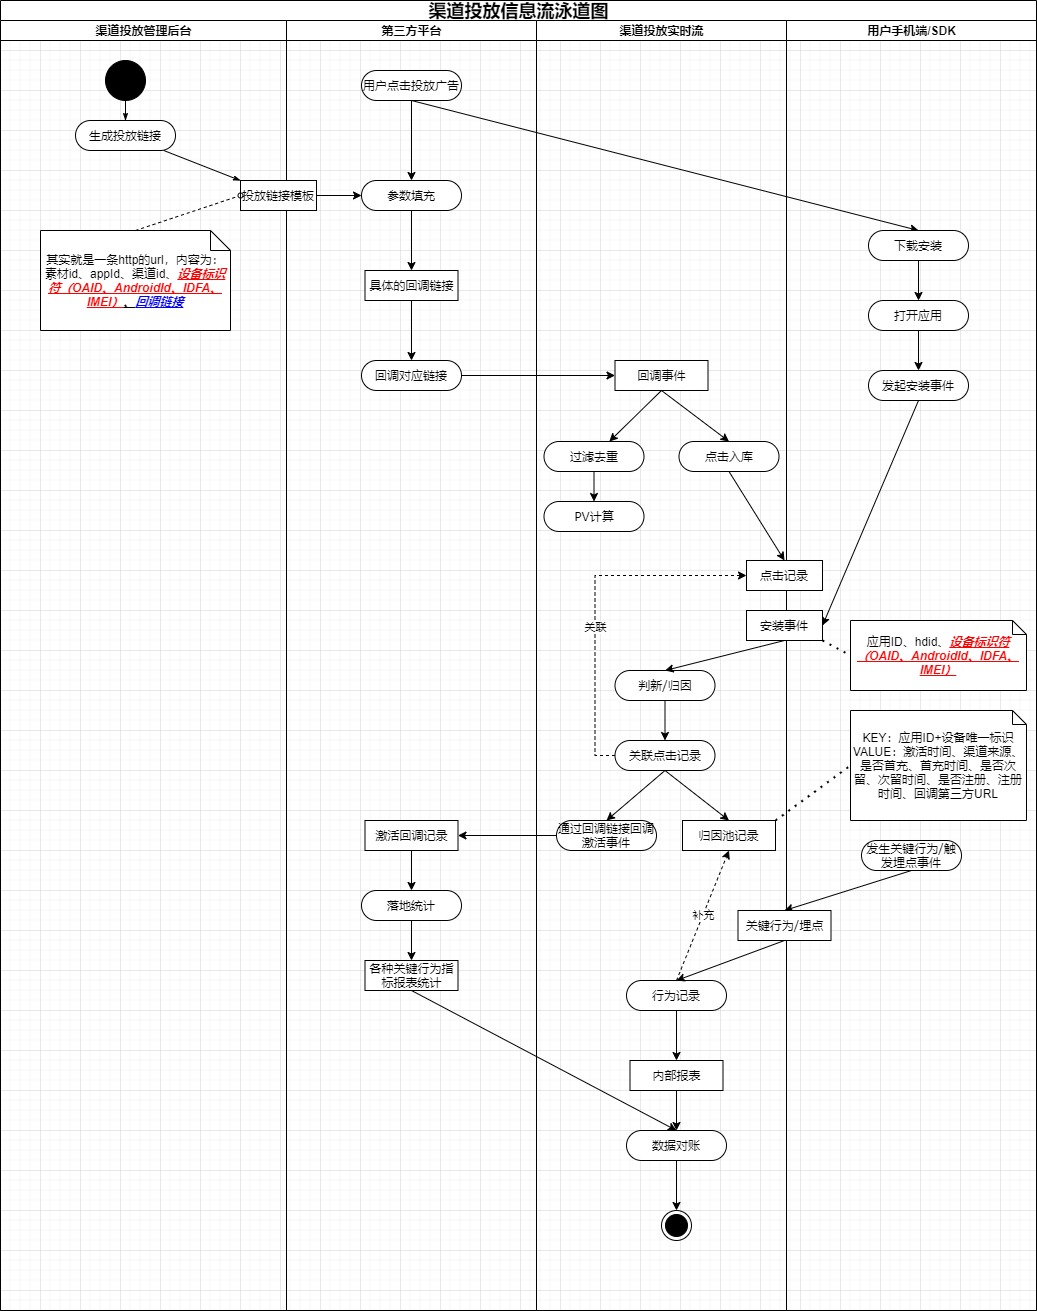 渠道投放信息流泳道图
渠道投放管理后台
第三方平台
渠道投放实时流
用户手机端/SDK
用户点击投放广告
生成投放链接
投放链接模板
参数填充
其实就是一条http的url，内容为：
素材id、appId、渠道id、设备标识
符（OAID、AndroidId、IDFA、
IMEI）、回调链接
下载安装
具体的回调链接
打开应用
回调对应链接
回调事件
发起安装事件
过滤去重
点击入库
PV计算
点击记录
关联
安装事件
应用ID、hdid、设备标识符
（OAID、AndroidId、IDFA、
IMEI）
判新/归因
关联点击记录
KEY：应用ID+设备唯一标识
VALUE：激活时间、渠道来源、
是否首充、首充时间、是否次
留、次留时间、是否注册、注册
时间、回调第三方URL
激活回调记录
通过回调链接回调
激活事件
归因池记录
发生关键行为/触
发埋点事件
落地统计
补充
关键行为/埋点
各种关键行为指
标报表统计
行为记录
内部报表
数据对账